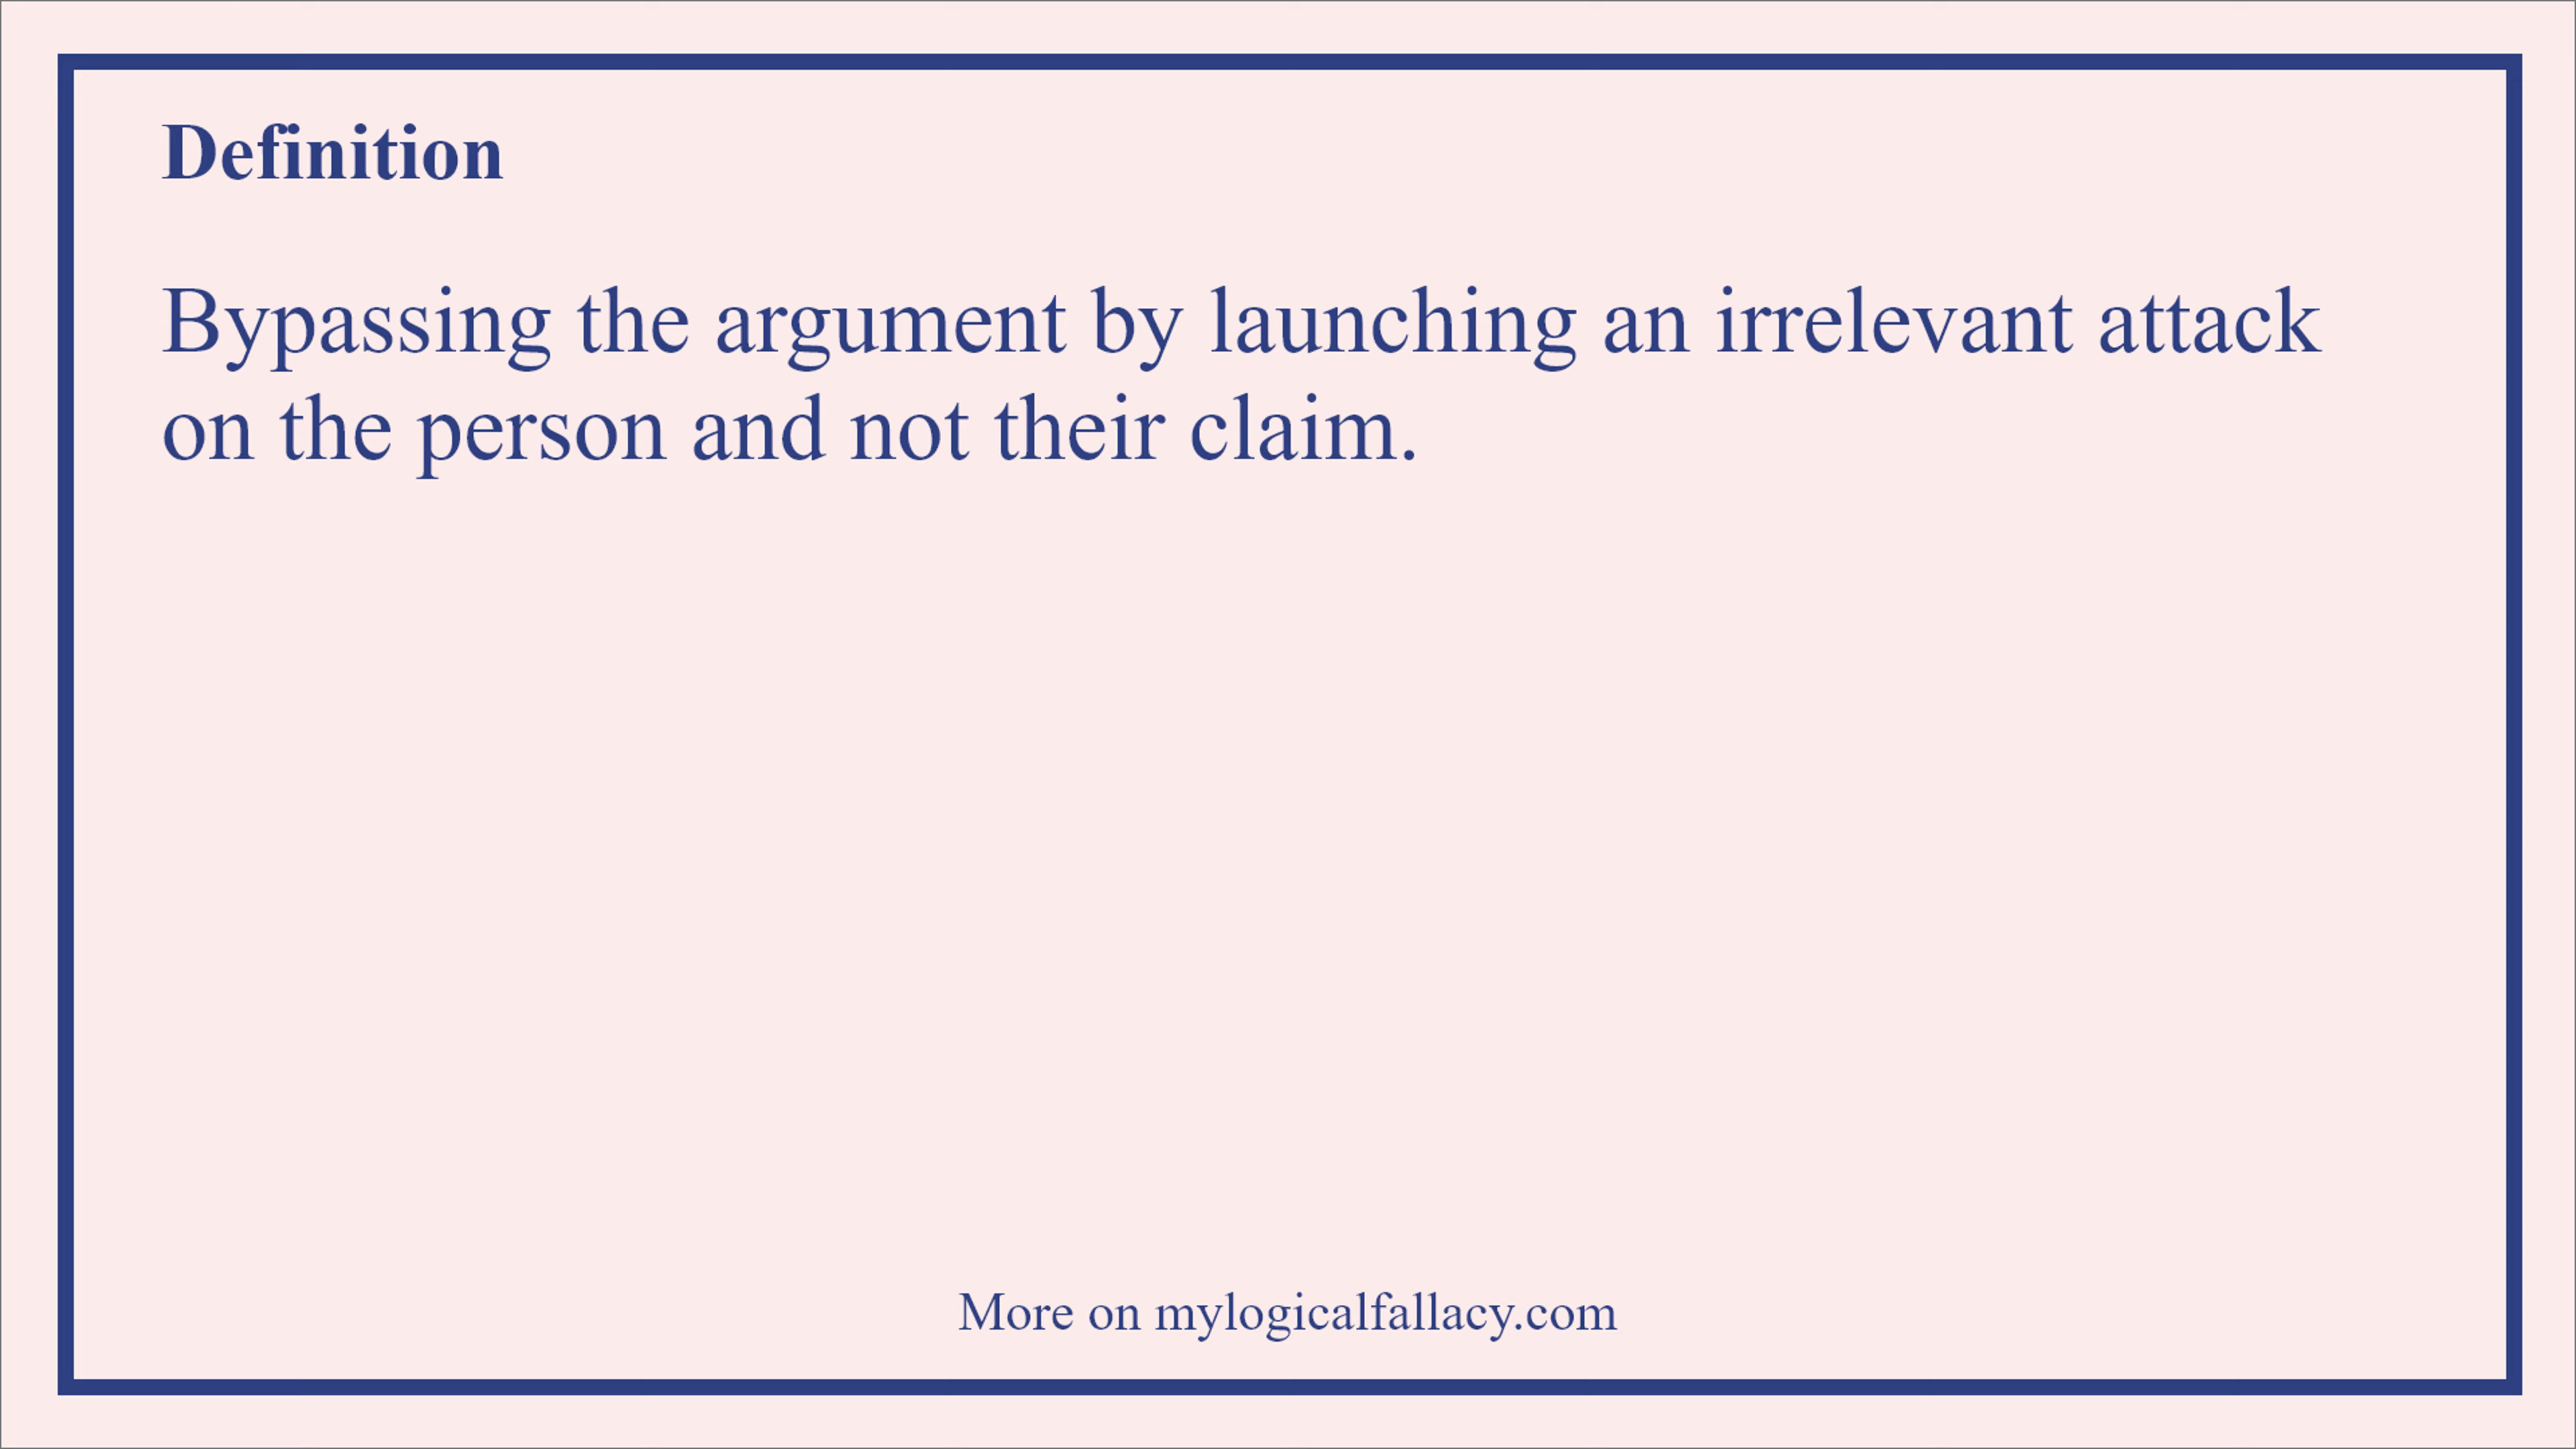 Definition
Bypassing the argument by launching an irrelevant attack
on the person and not their claim.
More on mylogicalfallacy.com